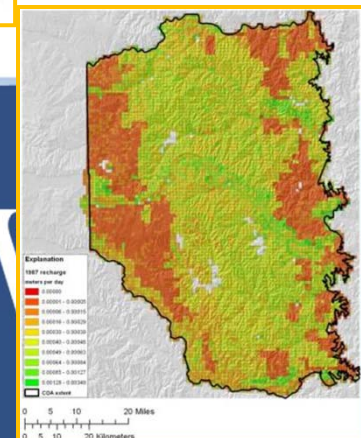 Explanation
1987 recharge
meters per day
0.00000
0.00001 - 0.00005
0.00006 - 0.00015
0.00016 - 0.00029
0.00030 - 0.00039
0.00040 - 0.00048
0.00049 - 0.00063
0.00064 - 0.00084
0.00085 - 0.00127
0.00128 - 0.00349
extent
0 5 10 20 Miles
0 5 10 20 Kilometers